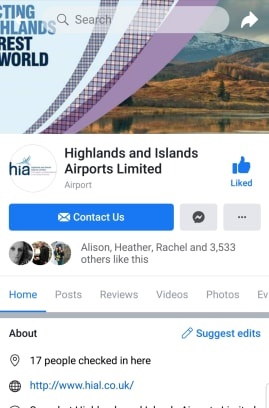 CTING
HLANDS
REST
WORLD
Search
hia
Highlands and Islands
Airports Limited
Airport
Liked
Contact Us
Alison, Heather, Rachel and 3,533
others like this
Home Posts Reviews Videos Photos Ev
About
Suggest edits
17 people checked in here
http://www.hial.co.uk/